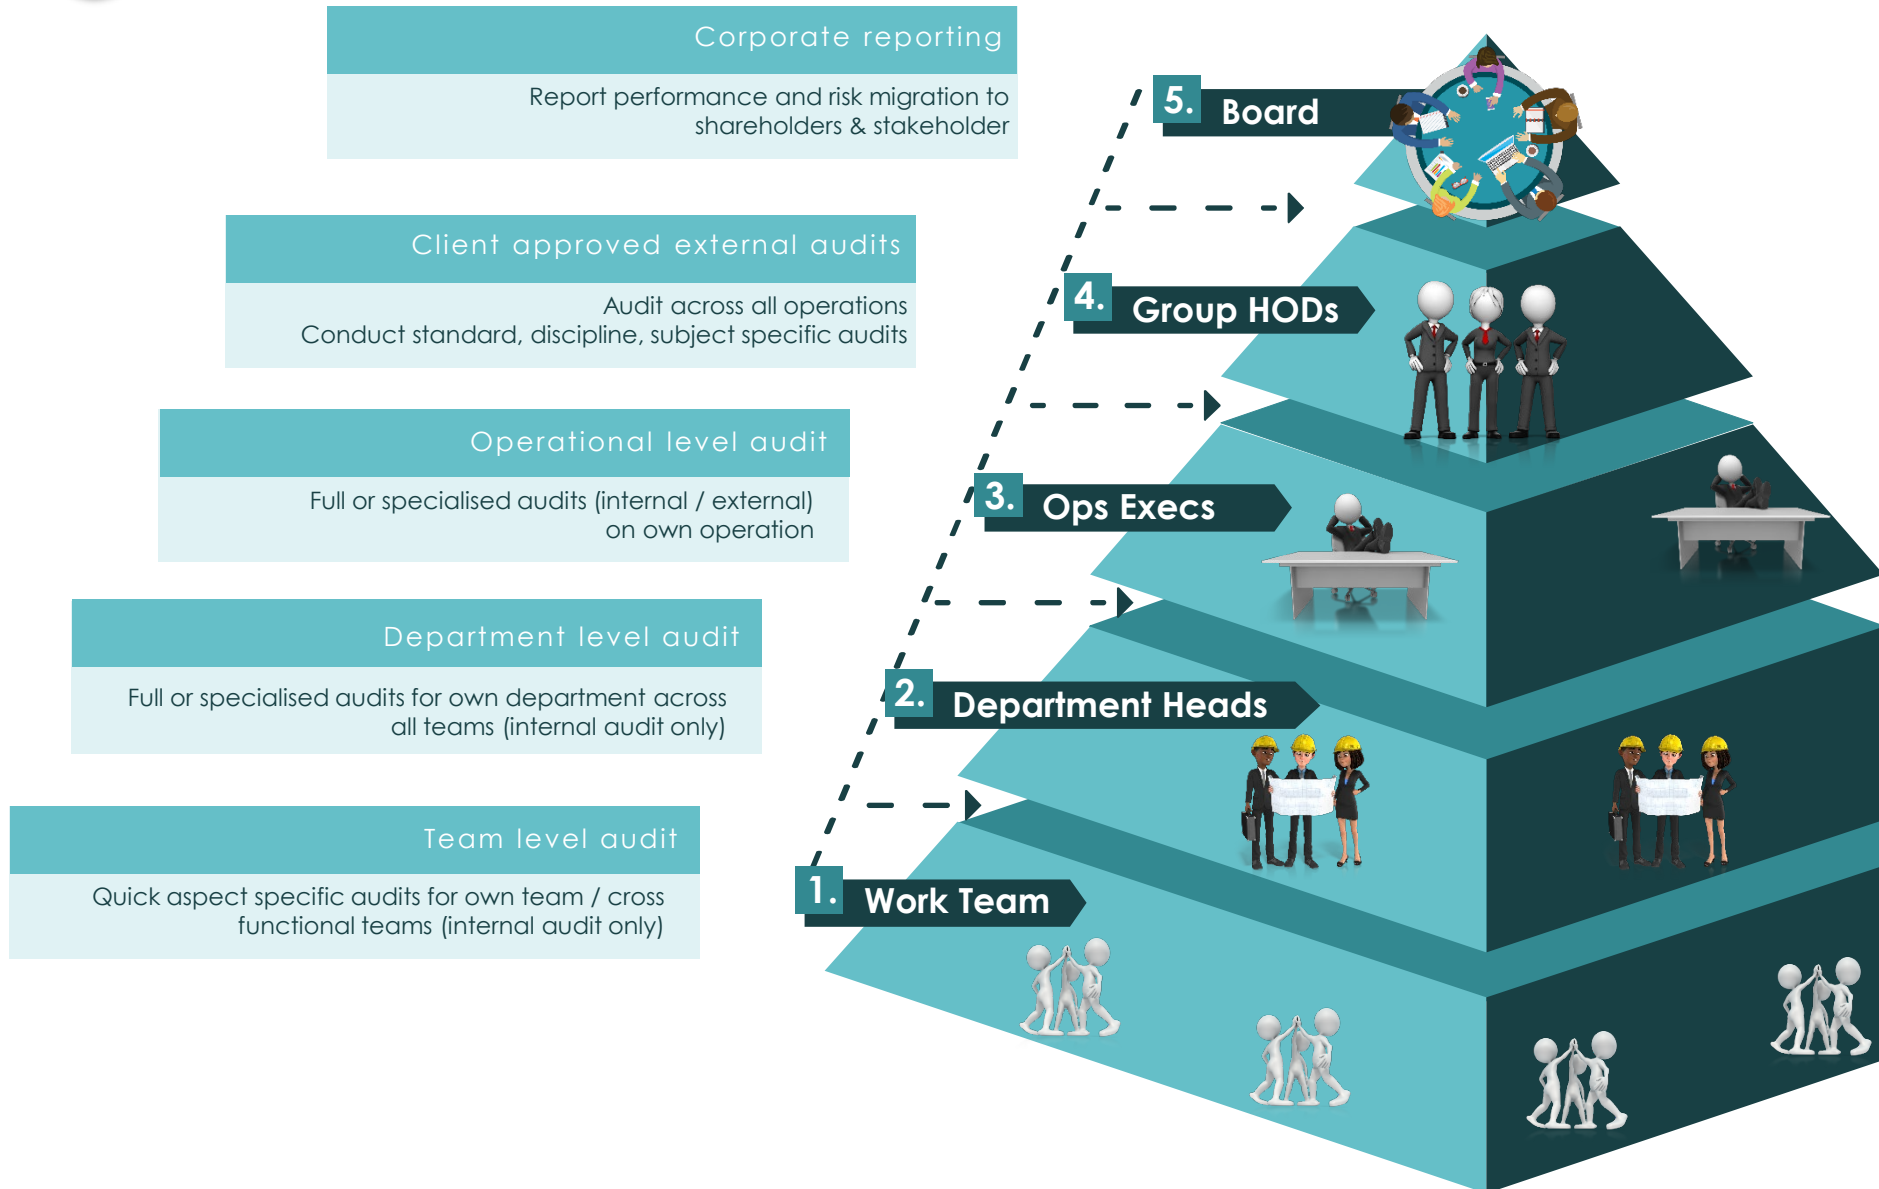 Corporate reporting
Report performance and risk migration to
shareholders & stakeholder
5. Board
Client approved external audits
Audit across all operations
Conduct standard, discipline, subject specific audits
4. Group HODs
Operational level audit
Full or specialised audits (internal / external)
on own operation
3. Ops Execs
Department level audit
Full or specialised audits for own department across
all teams (internal audit only)
2. Department Heads
Team level audit
Quick aspect specific audits for own team / cross
functional teams (internal audit only)
1. Work Team